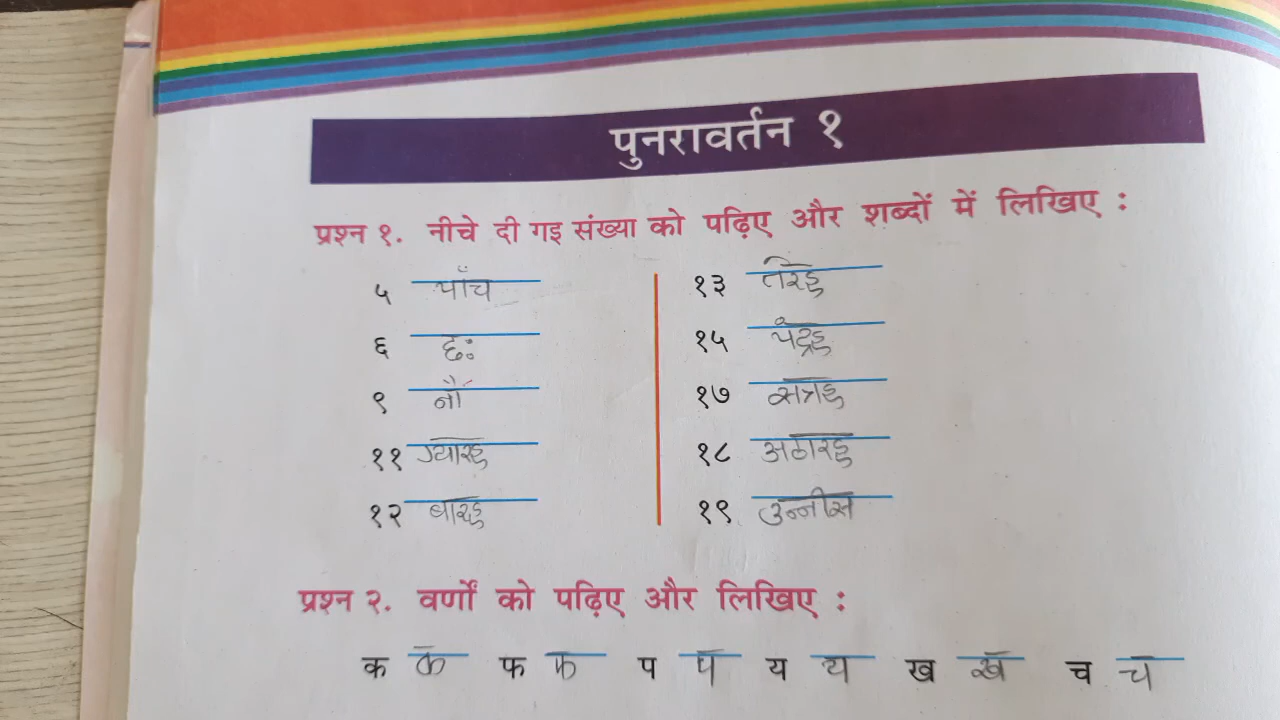 पुनरावर्तन १
प्रश्न १. नीचे दी गइ संख्या को पढ़िए और शब्दों में लिखिए :
५ पाँच १३ तेरह
६ छः १५ पंद्रह
९ नौ १७ सत्रह
११ ग्यारह १८ अठारह
१२ बारह १९ उन्नीस
प्रश्न २. वर्णों को पढ़िए और लिखिए :
क क फ फ प प य य ख ख च च